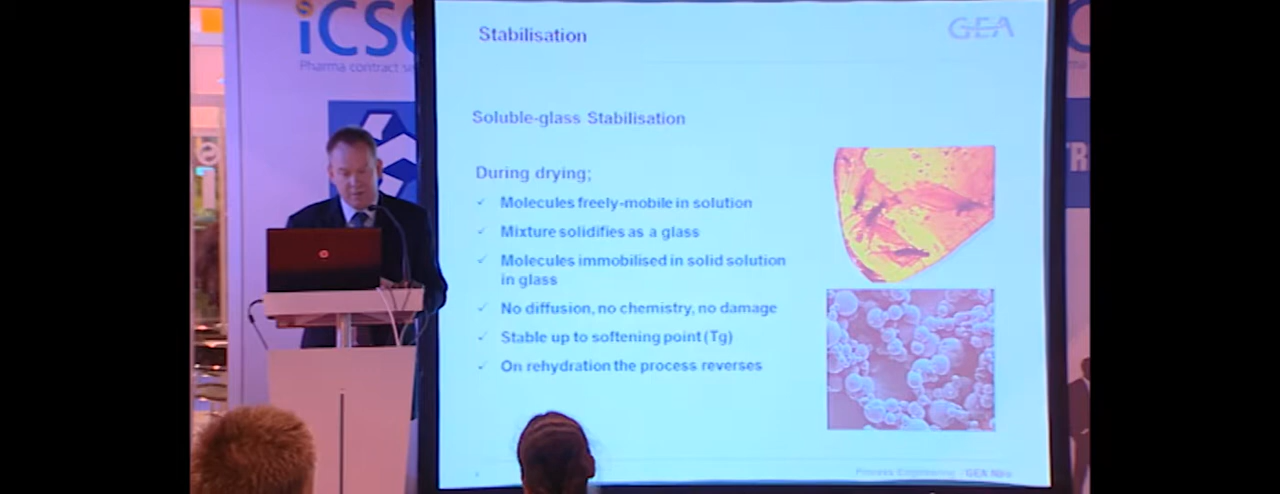 iCSE
Pharma contract se
Stabilisation
GEA
Soluble-glass Stabilisation
During drying;
✓ Molecules freely-mobile in solution
✓ Mixture solidifies as a glass
✓ Molecules immobilised in solid solution
in glass
✓ No diffusion, no chemistry, no damage
✓ Stable up to softening point (Tg)
✓ On rehydration the process reverses
Process Engineering - GEA Niro
TR